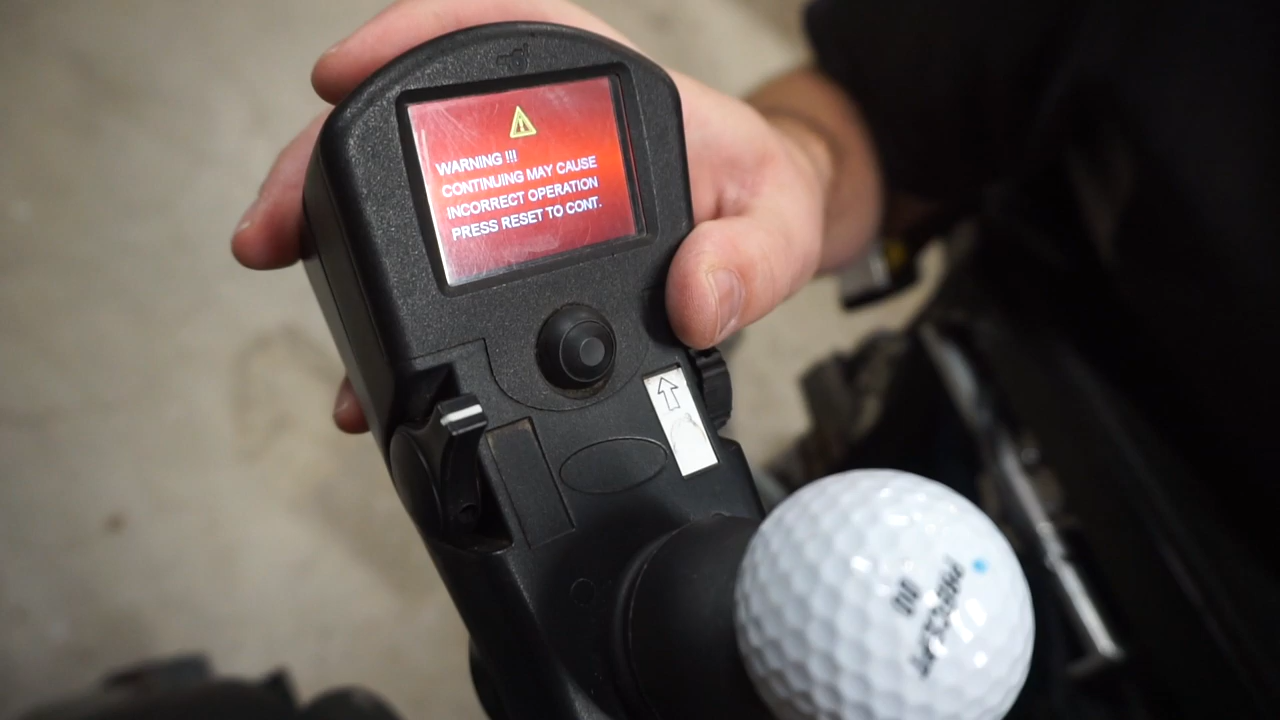 WARNING !!!
CONTINUING MAY CAUSE
INCORRECT OPERATION
PRESS RESET TO CONT.